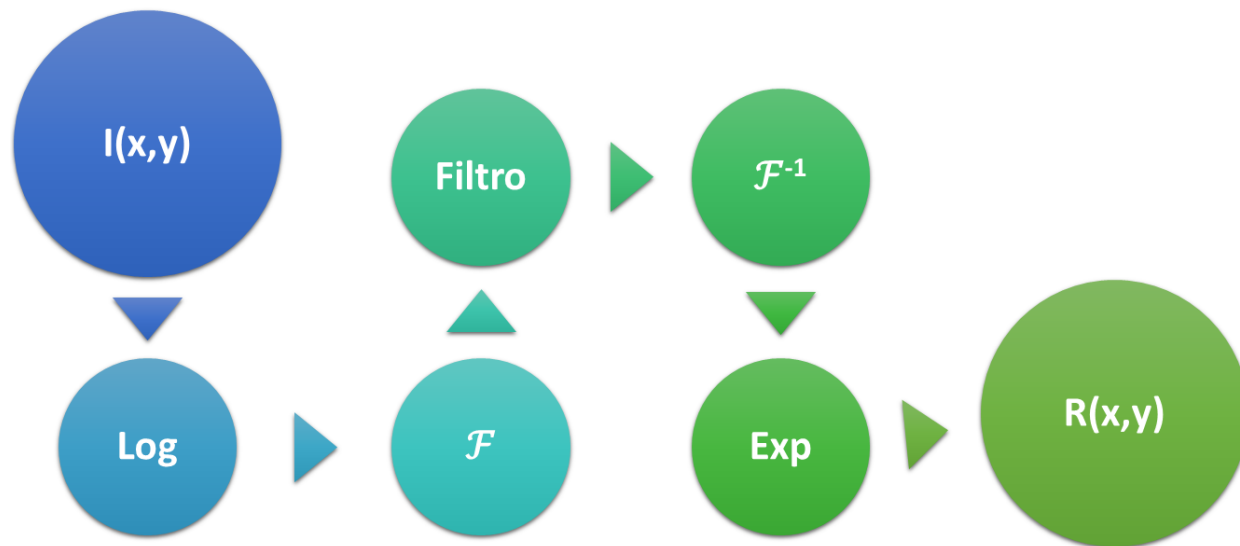 I(x,y)
Log
ℱ
Filtro
ℱ⁻¹
Exp
R(x,y)